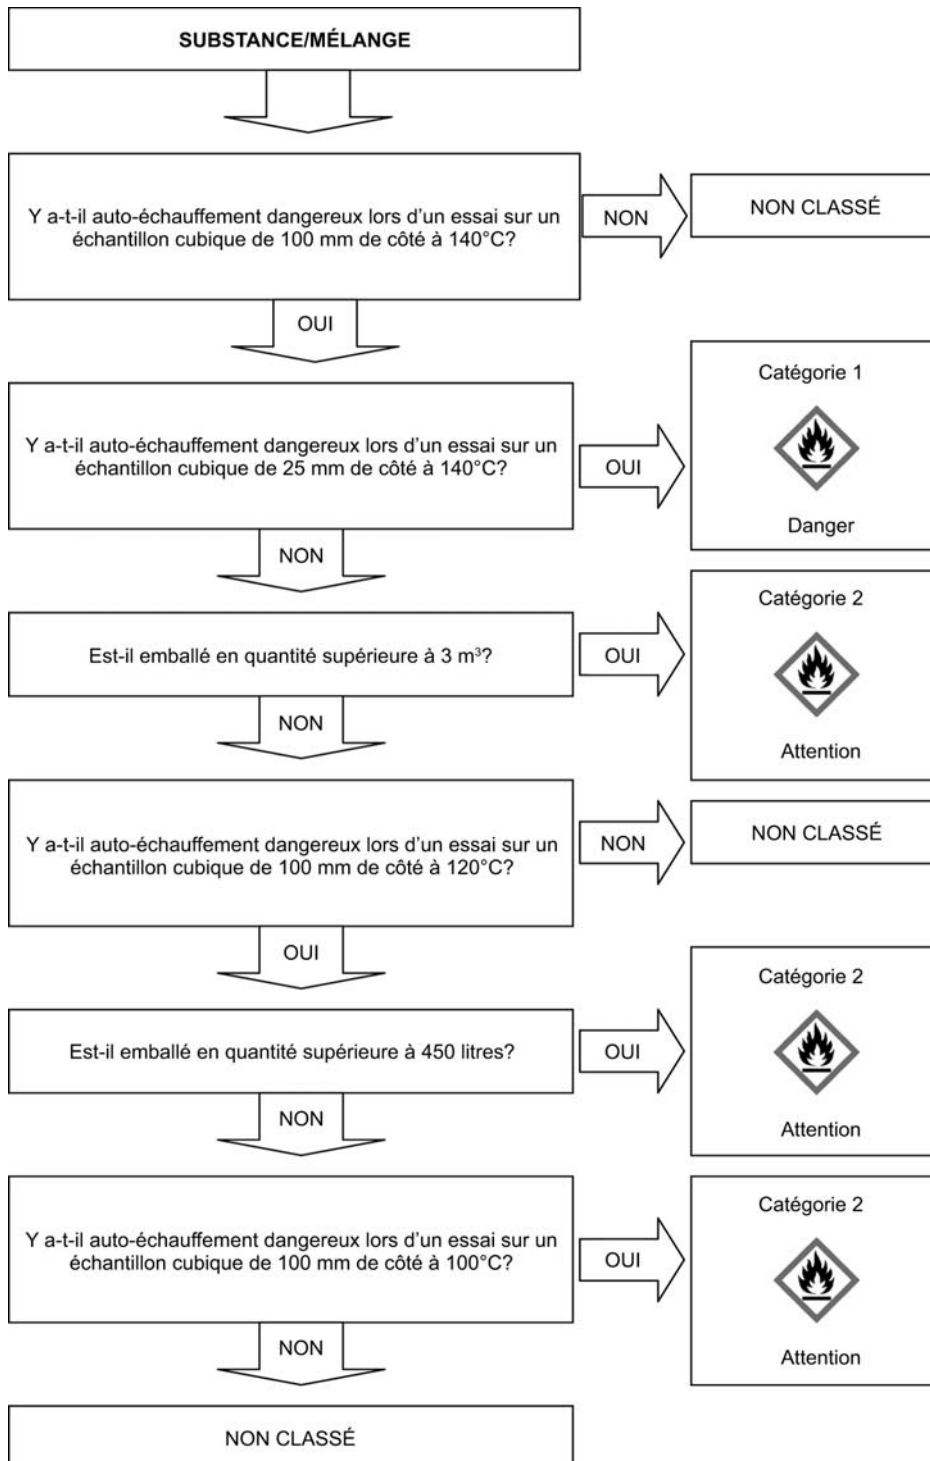 SUBSTANCE/MÉLANGE
Y a-t-il auto-échauffement dangereux lors d'un essai sur un
échantillon cubique de 100 mm de côté à 140°C?
NON
NON CLASSÉ
OUI
Y a-t-il auto-échauffement dangereux lors d'un essai sur un
échantillon cubique de 25 mm de côté à 140°C?
OUI
Catégorie 1
Danger
NON
Est-il emballé en quantité supérieure à 3 m³?
OUI
Catégorie 2
Attention
NON
Y a-t-il auto-échauffement dangereux lors d'un essai sur un
échantillon cubique de 100 mm de côté à 120°C?
NON
NON CLASSÉ
OUI
Est-il emballé en quantité supérieure à 450 litres?
OUI
Catégorie 2
Attention
NON
Y a-t-il auto-échauffement dangereux lors d'un essai sur un
échantillon cubique de 100 mm de côté à 100°C?
OUI
Catégorie 2
Attention
NON
NON CLASSÉ